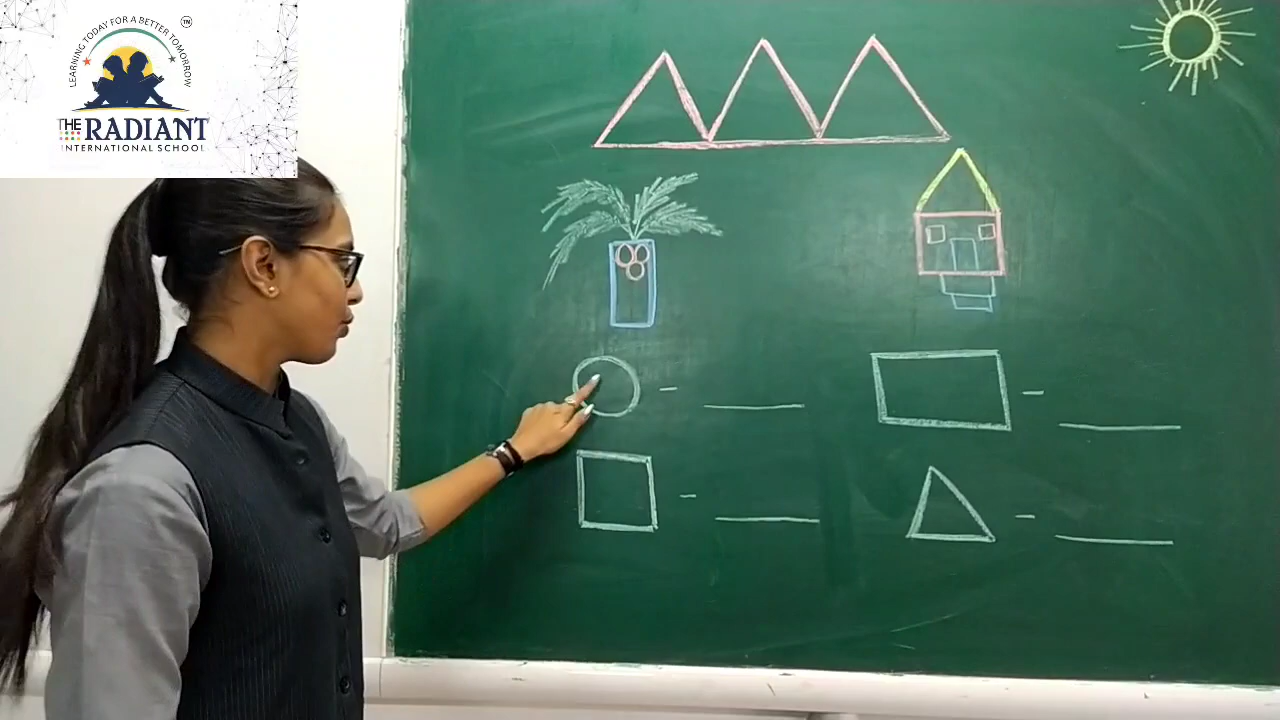 LEARNING TODAY FOR A BETTER TOMORROW
TM
THE RADIANT
INTERNATIONAL SCHOOL